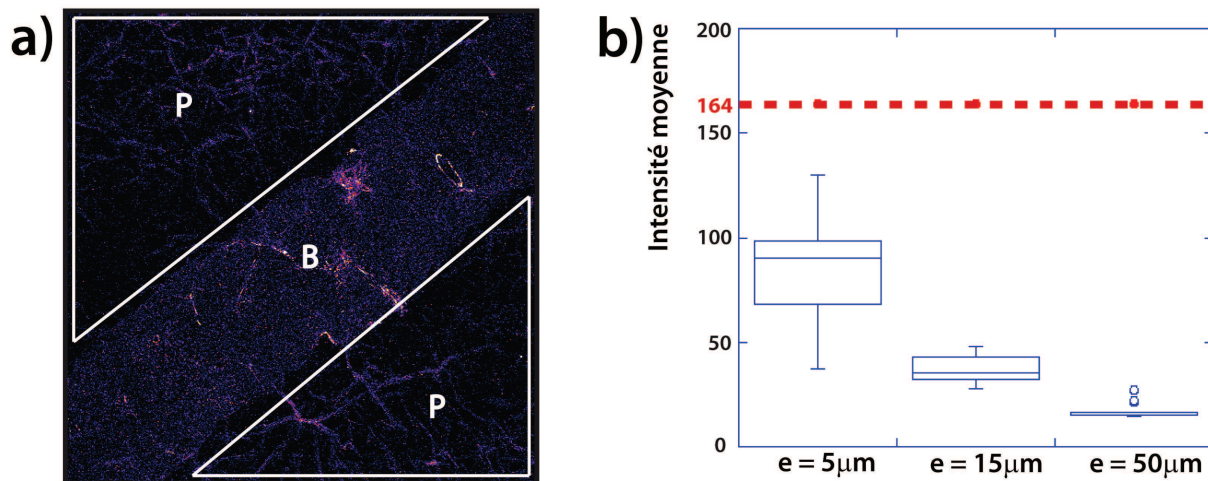 a)
P
B
P
b)
Intensité moyenne
200
164
150
100
50
0
e = 5μm
e = 15μm
e = 50μm